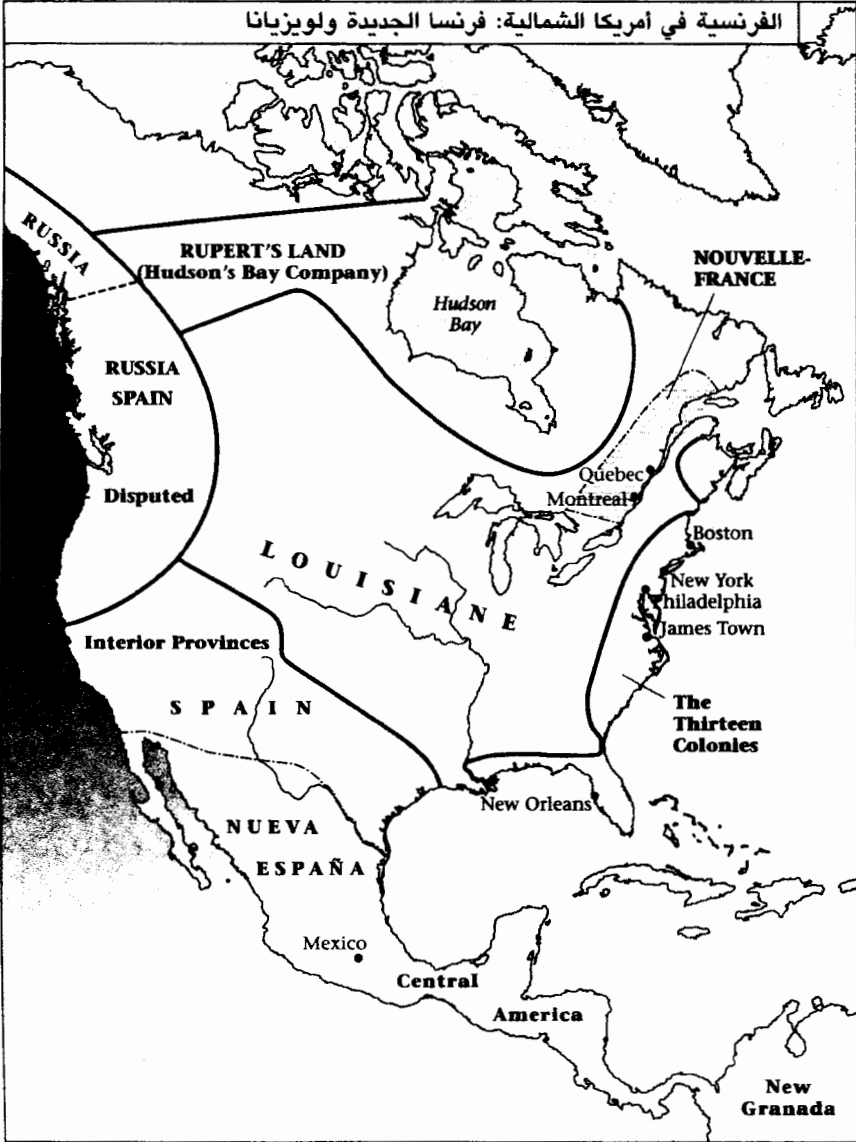 الفرنسية في أمريكا الشمالية: فرنسا الجديدة ولويزيانا
RUSSIA
RUPERT'S LAND
(Hudson's Bay Company)
NOUVELLE-
FRANCE
Hudson
Bay
RUSSIA
SPAIN
Disputed
Quebec
Montreal
Boston
LOUISIANE
New York
Philadelphia
James Town
Interior Provinces
SPAIN
The
Thirteen
Colonies
New Orleans
NUEVA
ESPAÑA
Mexico
Central
America
New
Granada